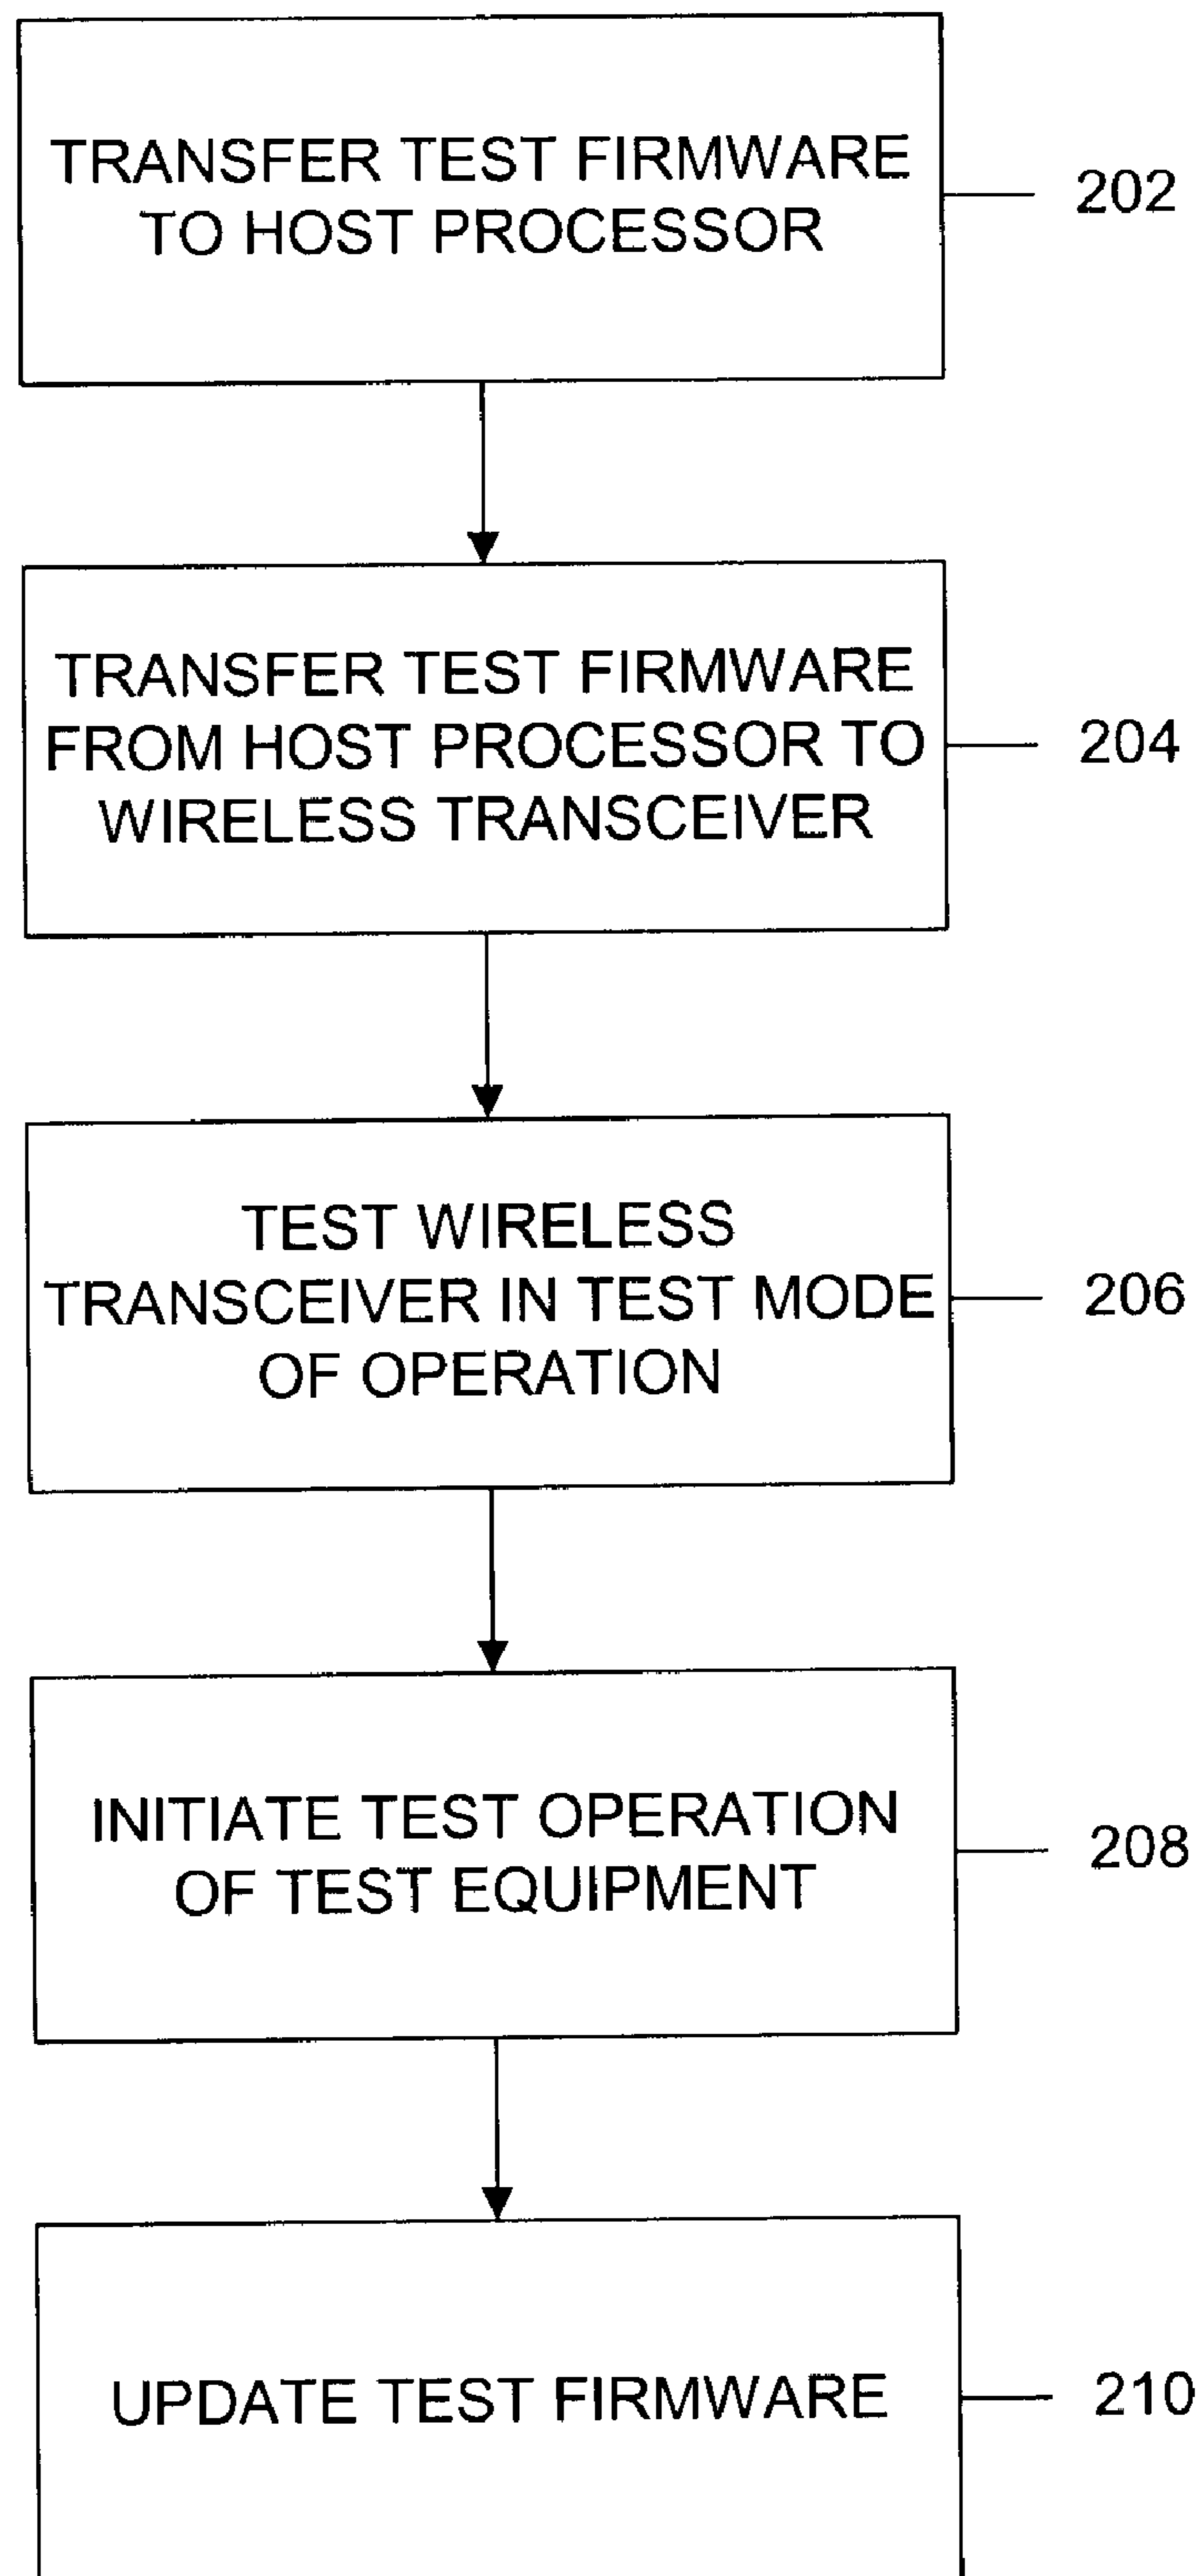 TRANSFER TEST FIRMWARE
TO HOST PROCESSOR
202
TRANSFER TEST FIRMWARE
FROM HOST PROCESSOR TO
WIRELESS TRANSCEIVER
204
TEST WIRELESS
TRANSCEIVER IN TEST MODE
OF OPERATION
206
INITIATE TEST OPERATION
OF TEST EQUIPMENT
208
UPDATE TEST FIRMWARE
210